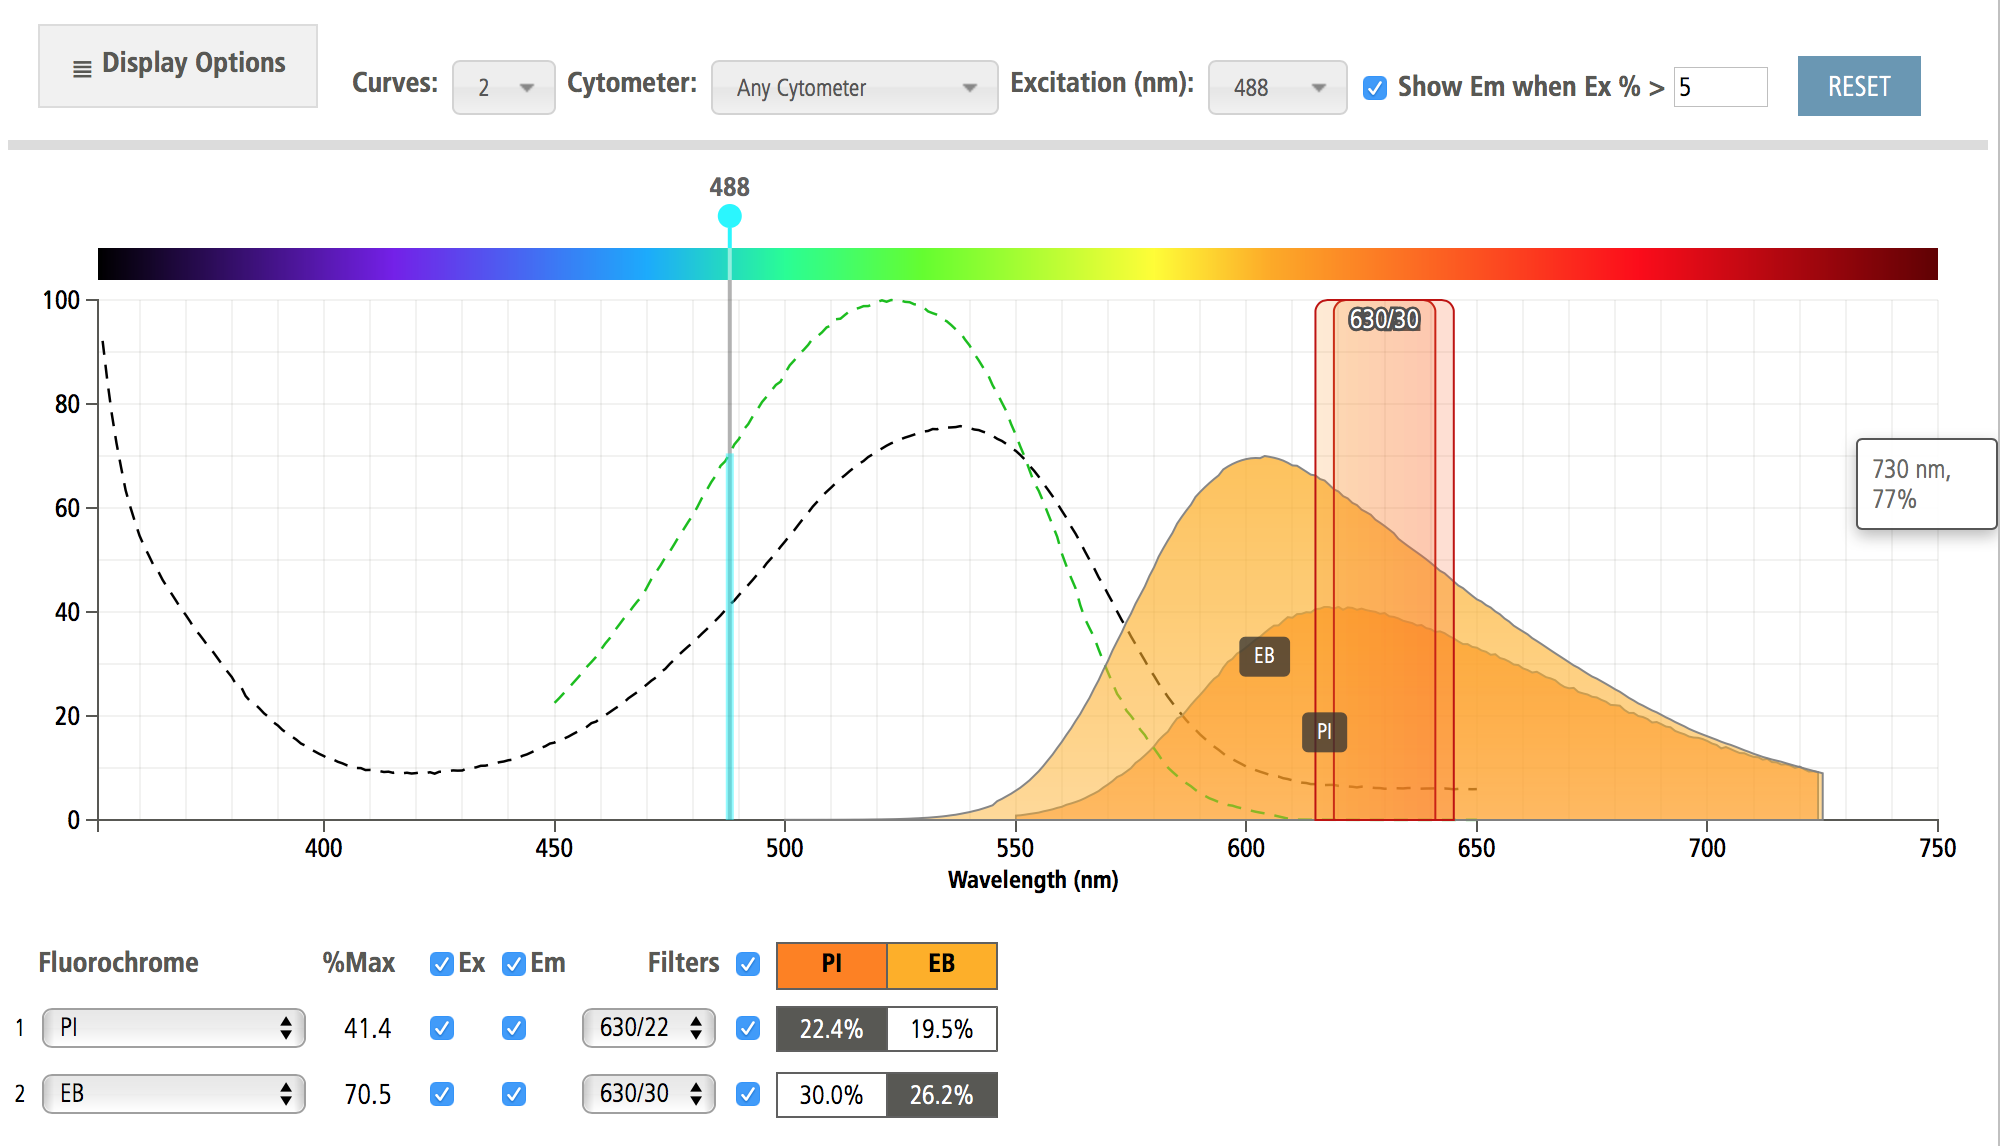 Display Options
Curves: 2 Cytometer: Any Cytometer Excitation (nm): 488 Show Em when Ex % > 5 RESET
488
100
80
60
40
20
0
630/30
730 nm,
77%
EB
PI
400 450 500 550 600 650 700 750
Wavelength (nm)
Fluorochrome %Max Ex Em Filters PI EB
1 PI 41.4 630/22 22.4% 19.5%
2 EB 70.5 630/30 30.0% 26.2%